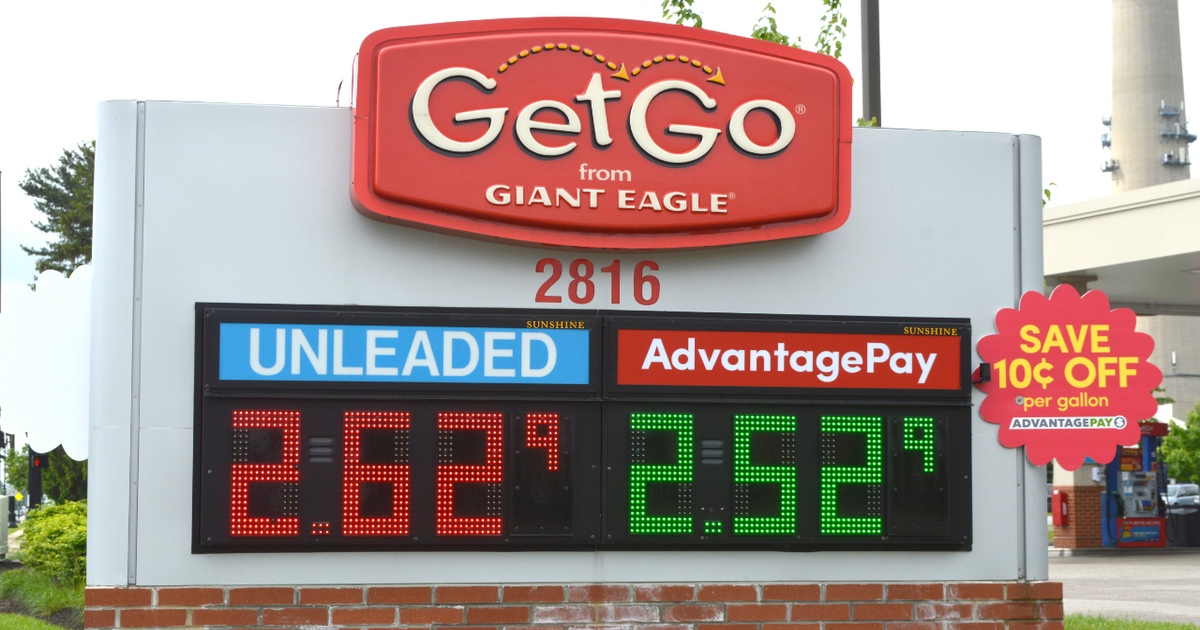 GetGo®
from
GIANT EAGLE®
2816
SUNSHINE
UNLEADED
SUNSHINE
AdvantagePay
2.62 9
2.52 9
SAVE
10¢ OFF
per gallon
ADVANTAGEPAY$